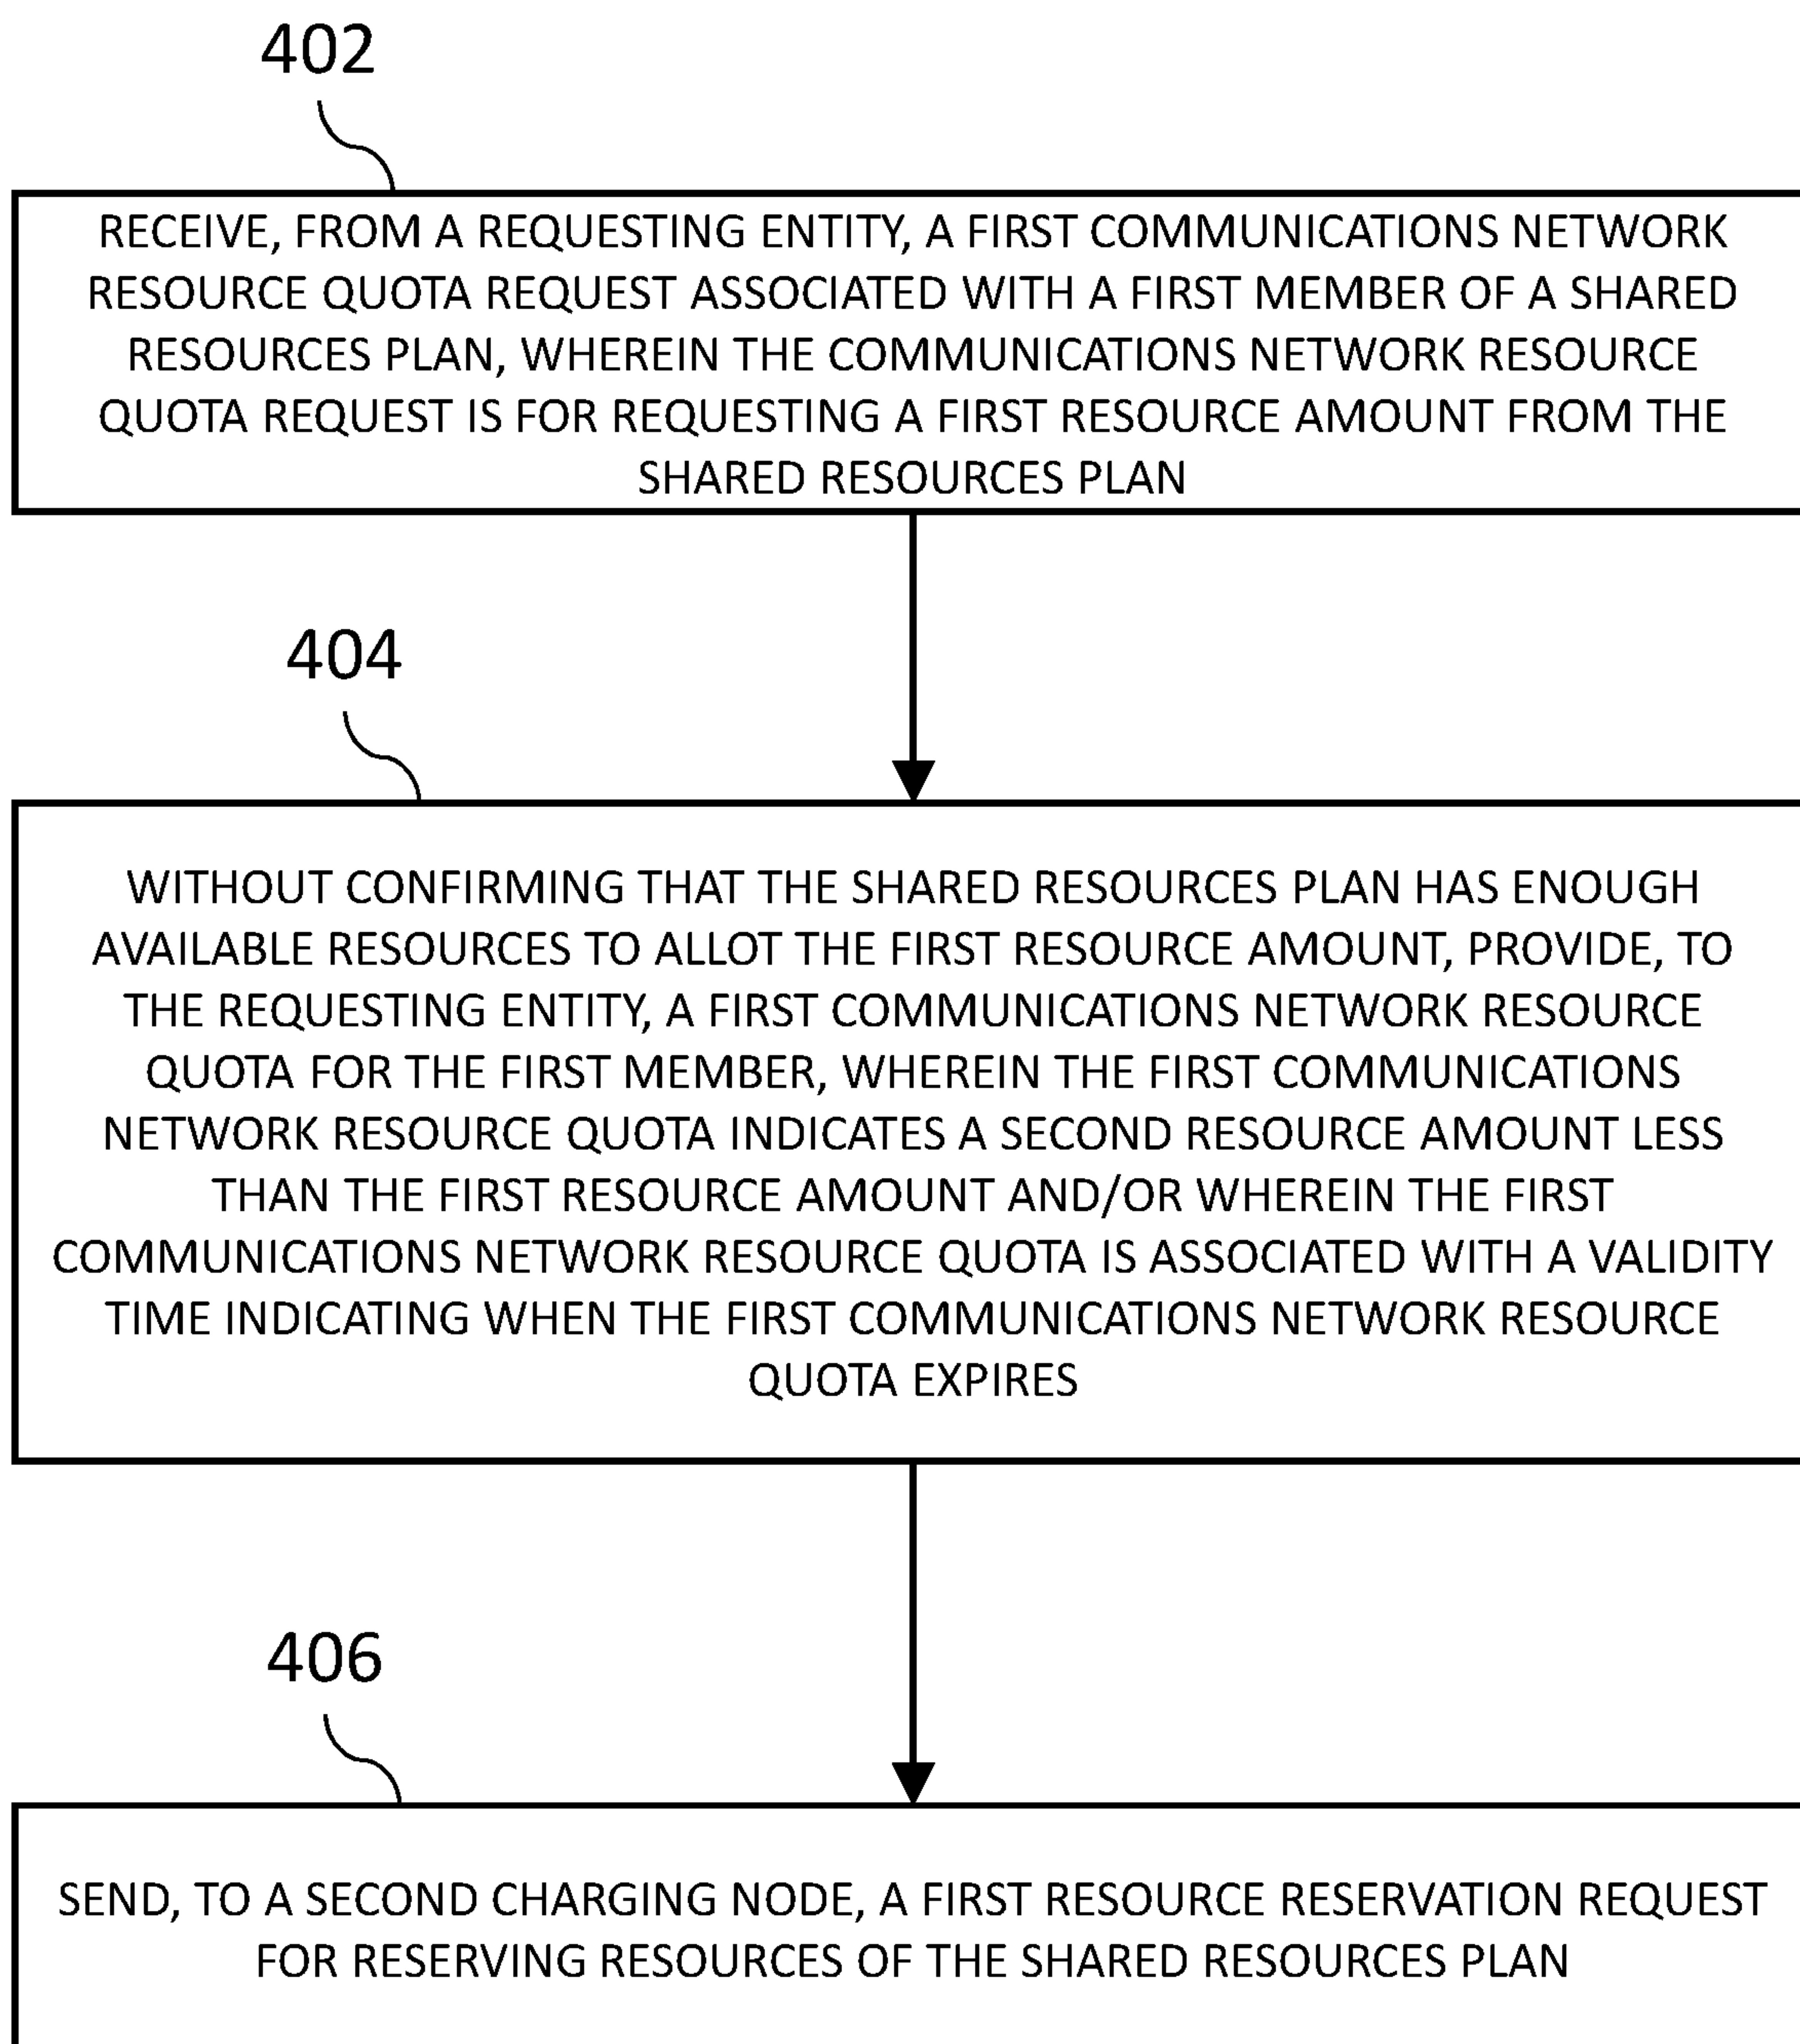 402
RECEIVE, FROM A REQUESTING ENTITY, A FIRST COMMUNICATIONS NETWORK
RESOURCE QUOTA REQUEST ASSOCIATED WITH A FIRST MEMBER OF A SHARED
RESOURCES PLAN, WHEREIN THE COMMUNICATIONS NETWORK RESOURCE
QUOTA REQUEST IS FOR REQUESTING A FIRST RESOURCE AMOUNT FROM THE
SHARED RESOURCES PLAN
404
WITHOUT CONFIRMING THAT THE SHARED RESOURCES PLAN HAS ENOUGH
AVAILABLE RESOURCES TO ALLOT THE FIRST RESOURCE AMOUNT, PROVIDE, TO
THE REQUESTING ENTITY, A FIRST COMMUNICATIONS NETWORK RESOURCE
QUOTA FOR THE FIRST MEMBER, WHEREIN THE FIRST COMMUNICATIONS
NETWORK RESOURCE QUOTA INDICATES A SECOND RESOURCE AMOUNT LESS
THAN THE FIRST RESOURCE AMOUNT AND/OR WHEREIN THE FIRST
COMMUNICATIONS NETWORK RESOURCE QUOTA IS ASSOCIATED WITH A VALIDITY
TIME INDICATING WHEN THE FIRST COMMUNICATIONS NETWORK RESOURCE
QUOTA EXPIRES
406
SEND, TO A SECOND CHARGING NODE, A FIRST RESOURCE RESERVATION REQUEST
FOR RESERVING RESOURCES OF THE SHARED RESOURCES PLAN